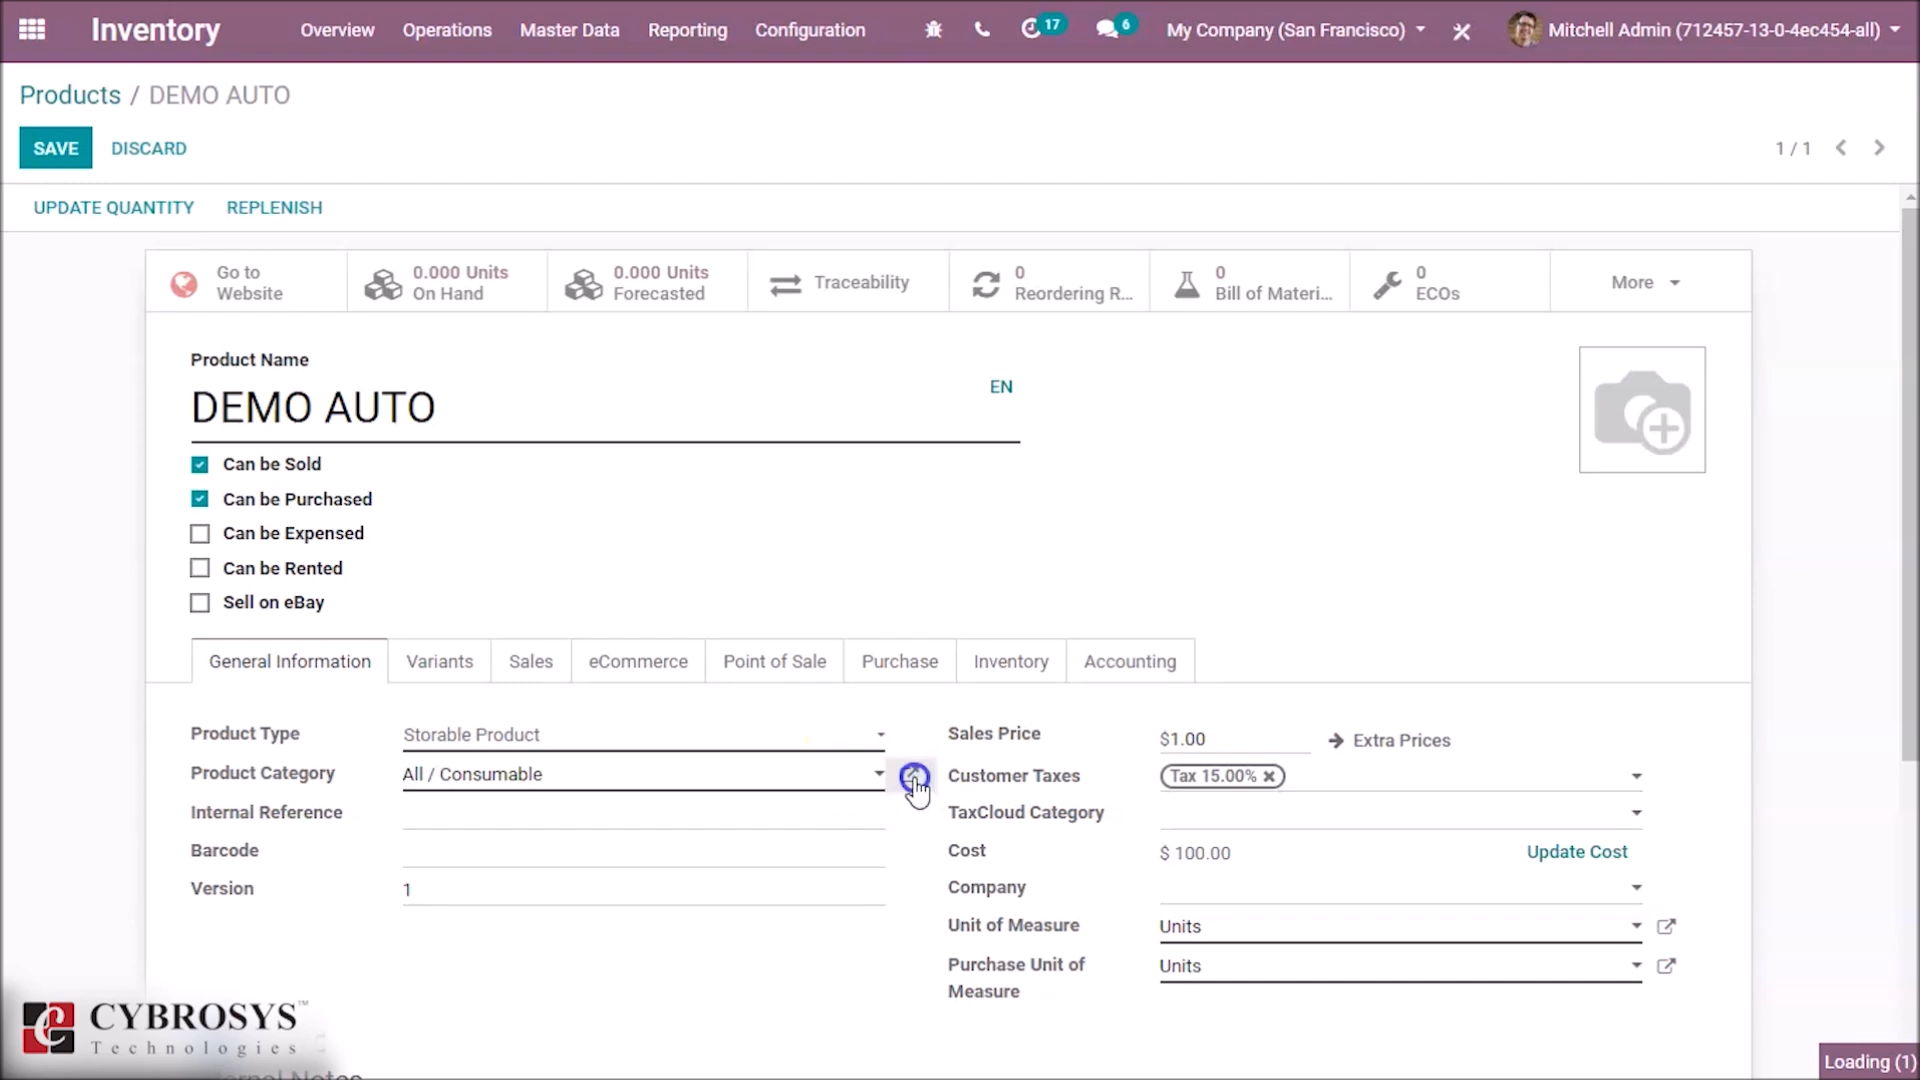 Inventory Overview Operations Master Data Reporting Configuration 17 6 My Company (San Francisco) Mitchell Admin (712457-13-0-4ec454-all)
Products / DEMO AUTO
SAVE DISCARD 1 / 1
UPDATE QUANTITY REPLENISH
Go to Website
0.000 Units On Hand
0.000 Units Forecasted
Traceability
0 Reordering R...
0 Bill of Materi...
0 ECOs
More
Product Name
DEMO AUTO EN
Can be Sold
Can be Purchased
Can be Expensed
Can be Rented
Sell on eBay
General Information Variants Sales eCommerce Point of Sale Purchase Inventory Accounting
Product Type Storable Product
Product Category All / Consumable
Internal Reference
Barcode
Version 1
Sales Price $1.00 Extra Prices
Customer Taxes Tax 15.00%
TaxCloud Category
Cost $ 100.00 Update Cost
Company
Unit of Measure Units
Purchase Unit of Measure Units
CYBROSYS™
Technologies
Notes
Loading (1)